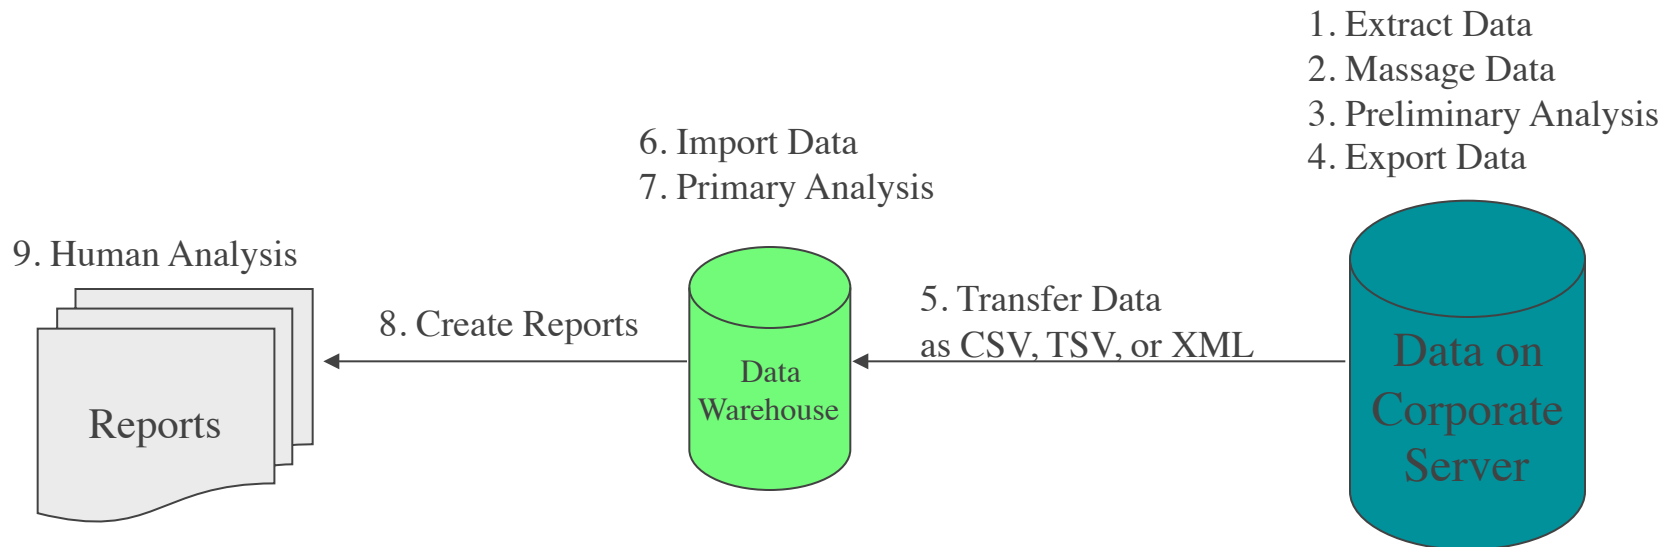 1. Extract Data
2. Massage Data
3. Preliminary Analysis
4. Export Data
6. Import Data
7. Primary Analysis
9. Human Analysis
8. Create Reports
5. Transfer Data
as CSV, TSV, or XML
Reports
Data
Warehouse
Data on
Corporate
Server